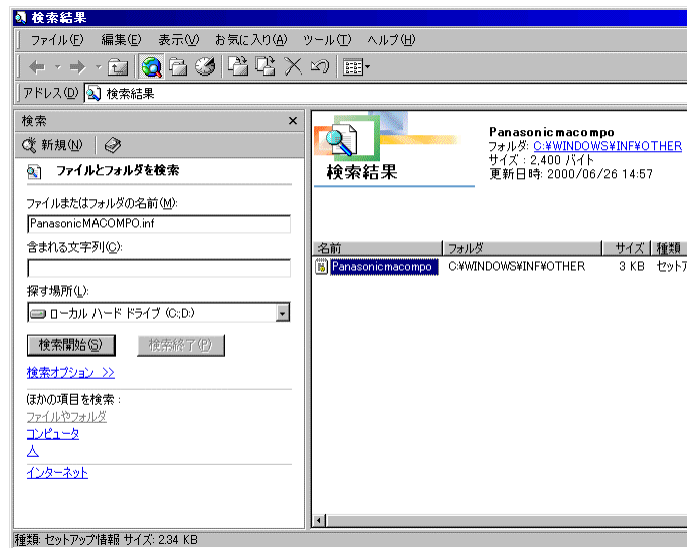 検索結果
ファイル(F) 編集(E) 表示(V) お気に入り(A) ツール(T) ヘルプ(H)
アドレス(D) 検索結果
検索
新規(N)
ファイルとフォルダを検索
ファイルまたはフォルダの名前(M):
PanasonicMACOMPO.inf
含まれる文字列(C):
探す場所(L):
ローカル ハード ドライブ (C:;D:)
検索開始(S) 検索終了(P)
検索オプション >>
ほかの項目を検索:
ファイルやフォルダ
コンピュータ
人
インターネット
検索結果
Panasonicmacompo
フォルダ: C:¥WINDOWS¥INF¥OTHER
サイズ: 2,400 バイト
更新日時: 2000/06/26 14:57
名前 フォルダ サイズ 種類
Panasonicmacompo C:¥WINDOWS¥INF¥OTHER 3 KB セット
種類: セットアップ情報 サイズ: 2.34 KB